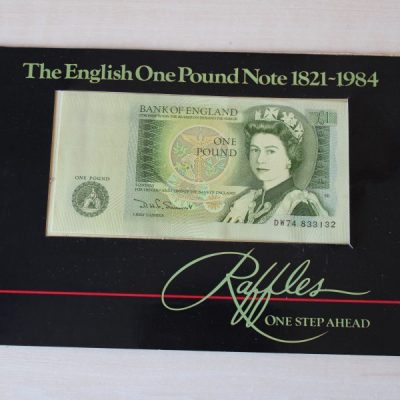 The English One Pound Note 1821-1984
BANK OF ENGLAND
£1
ONE
POUND
ONE POUND
DW74 833132
Raffles
ONE STEP AHEAD